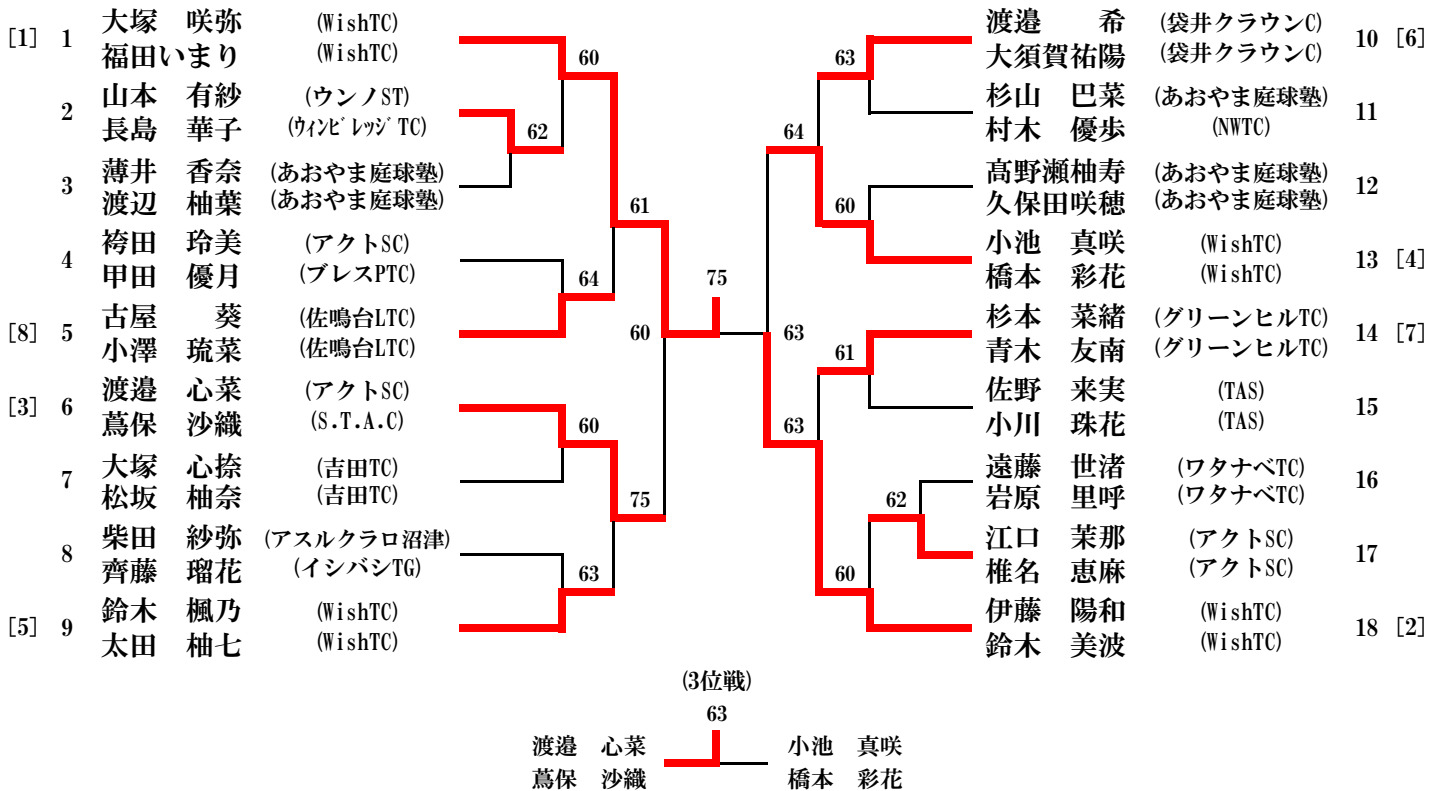 [1] 1 大塚　咲弥 (WishTC)
福田いまり (WishTC)
2 山本　有紗 (ウンノST)
長島　華子 (ウィンビレッジTC)
3 薄井　香奈 (あおやま庭球塾)
渡辺　柚葉 (あおやま庭球塾)
4 袴田　玲美 (アクトSC)
甲田　優月 (ブレスPTC)
[8] 5 古屋　　葵 (佐鳴台LTC)
小澤　琉菜 (佐鳴台LTC)
[3] 6 渡邉　心菜 (アクトSC)
蔦保　沙織 (S.T.A.C)
7 大塚　心捺 (吉田TC)
松坂　柚奈 (吉田TC)
8 柴田　紗弥 (アスルクラロ沼津)
齊藤　瑠花 (イシバシTG)
[5] 9 鈴木　楓乃 (WishTC)
太田　柚七 (WishTC)
60
62
61
64
60
60
75
63
75
63
64
60
63
61
63
62
60
渡邉　　希 (袋井クラウンC) 10 [6]
大須賀祐陽 (袋井クラウンC)
杉山　巴菜 (あおやま庭球塾) 11
村木　優歩 (NWTC)
髙野瀬柚寿 (あおやま庭球塾) 12
久保田咲穂 (あおやま庭球塾)
小池　真咲 (WishTC) 13 [4]
橋本　彩花 (WishTC)
杉本　菜緒 (グリーンヒルTC) 14 [7]
青木　友南 (グリーンヒルTC)
佐野　来実 (TAS) 15
小川　珠花 (TAS)
遠藤　世渚 (ワタナベTC) 16
岩原　里呼 (ワタナベTC)
江口　茉那 (アクトSC) 17
椎名　恵麻 (アクトSC)
伊藤　陽和 (WishTC) 18 [2]
鈴木　美波 (WishTC)
(3位戦)
63
渡邉　心菜 小池　真咲
蔦保　沙織 橋本　彩花